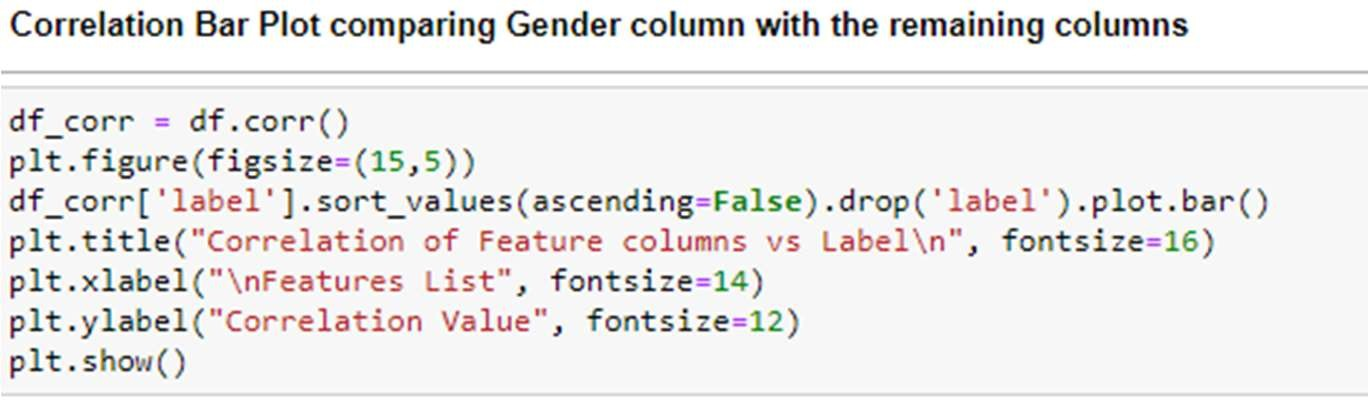 Correlation Bar Plot comparing Gender column with the remaining columns
df_corr = df.corr()
plt.figure(figsize=(15,5))
df_corr['label'].sort_values(ascending=False).drop('label').plot.bar()
plt.title("Correlation of Feature columns vs Label\n", fontsize=16)
plt.xlabel("\nFeatures List", fontsize=14)
plt.ylabel("Correlation Value", fontsize=12)
plt.show()